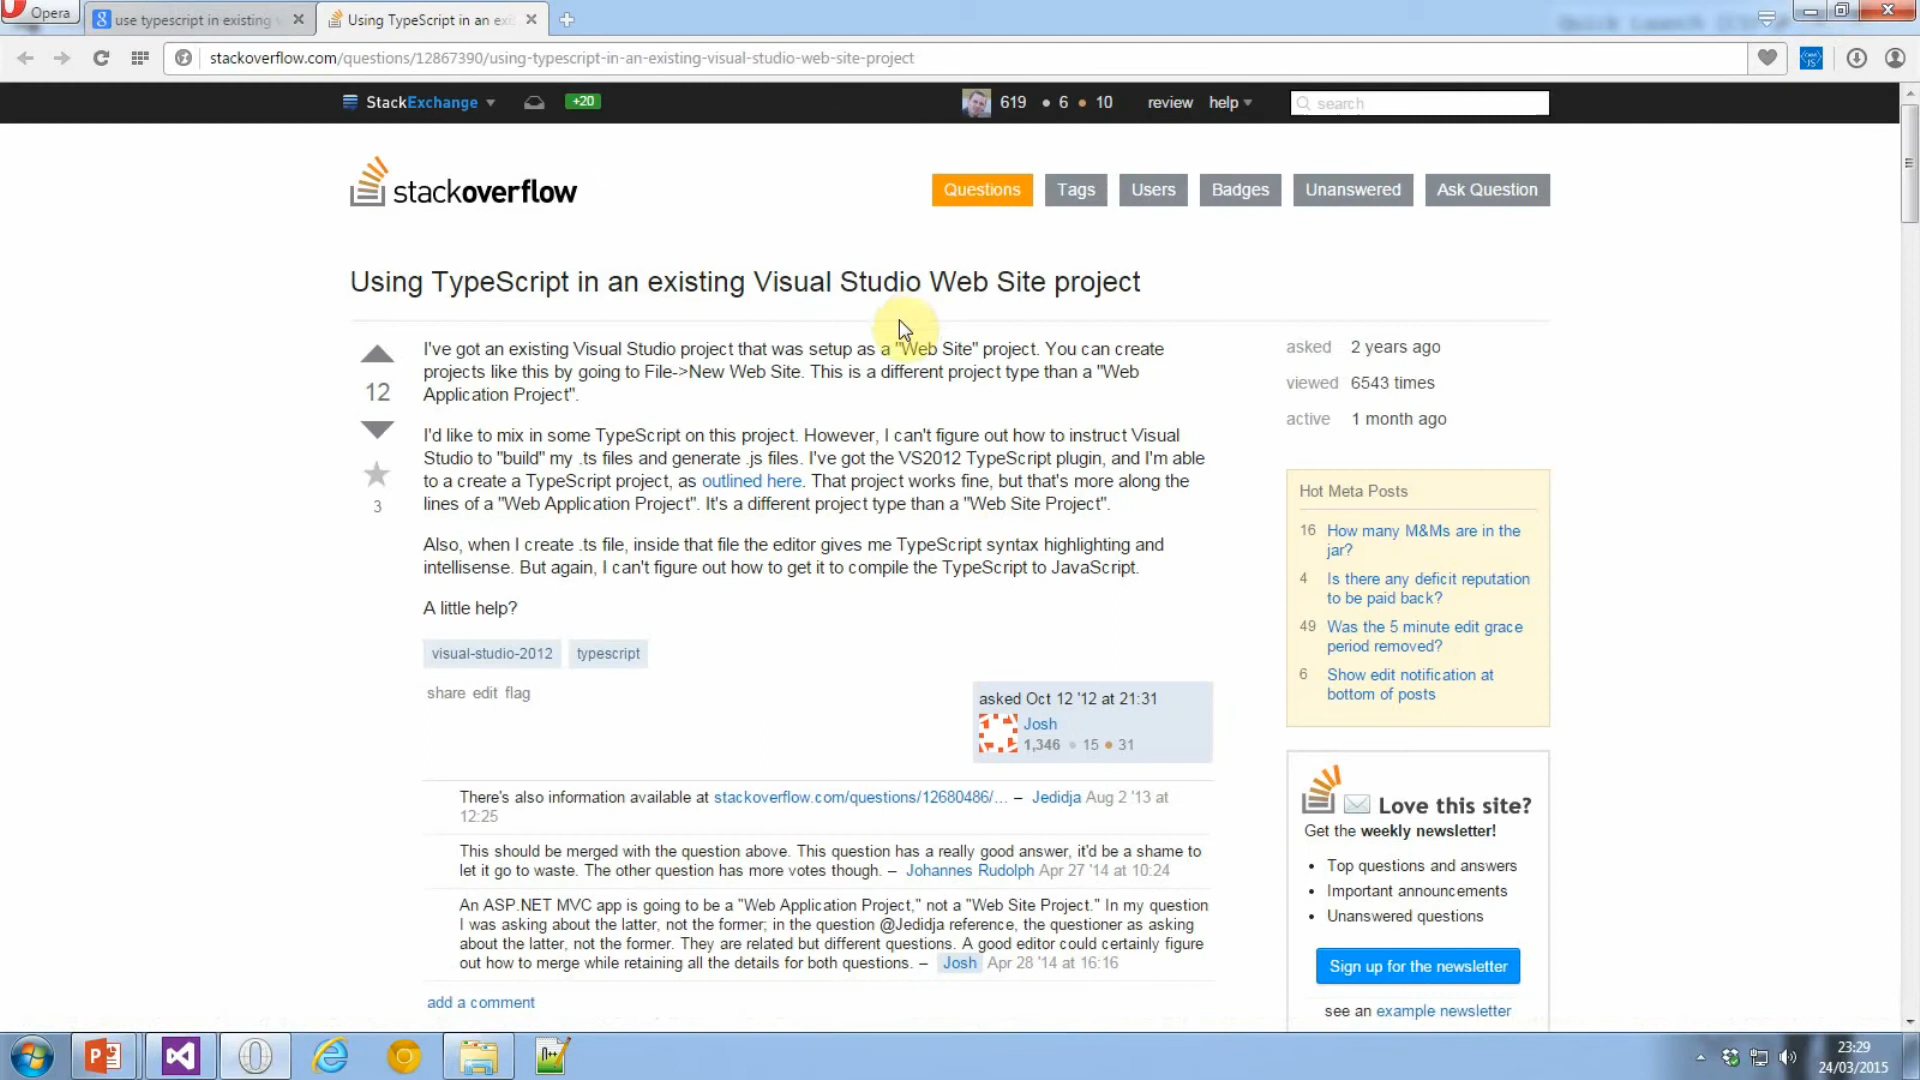 Opera
use typescript in existing
Using TypeScript in an exi
stackoverflow.com/questions/12867390/using-typescript-in-an-existing-visual-studio-web-site-project
StackExchange
+20
619 6 10
review
help
search
stackoverflow
Questions
Tags
Users
Badges
Unanswered
Ask Question
Using TypeScript in an existing Visual Studio Web Site project
12
3
I've got an existing Visual Studio project that was setup as a "Web Site" project. You can create
projects like this by going to File->New Web Site. This is a different project type than a "Web
Application Project".
I'd like to mix in some TypeScript on this project. However, I can't figure out how to instruct Visual
Studio to "build" my .ts files and generate .js files. I've got the VS2012 TypeScript plugin, and I'm able
to a create a TypeScript project, as outlined here. That project works fine, but that's more along the
lines of a "Web Application Project". It's a different project type than a "Web Site Project".
Also, when I create .ts file, inside that file the editor gives me TypeScript syntax highlighting and
intellisense. But again, I can't figure out how to get it to compile the TypeScript to JavaScript.
A little help?
visual-studio-2012
typescript
share edit flag
asked Oct 12 '12 at 21:31
Josh
1,346 15 31
There's also information available at stackoverflow.com/questions/12680486/... – Jedidja Aug 2 '13 at
12:25
This should be merged with the question above. This question has a really good answer, it'd be a shame to
let it go to waste. The other question has more votes though. – Johannes Rudolph Apr 27 '14 at 10:24
An ASP.NET MVC app is going to be a "Web Application Project," not a "Web Site Project." In my question
I was asking about the latter, not the former; in the question @Jedidja reference, the questioner as asking
about the latter, not the former. They are related but different questions. A good editor could certainly figure
out how to merge while retaining all the details for both questions. – Josh Apr 28 '14 at 16:16
add a comment
asked 2 years ago
viewed 6543 times
active 1 month ago
Hot Meta Posts
16 How many M&Ms are in the
jar?
4 Is there any deficit reputation
to be paid back?
49 Was the 5 minute edit grace
period removed?
6 Show edit notification at
bottom of posts
Love this site?
Get the weekly newsletter!
• Top questions and answers
• Important announcements
• Unanswered questions
Sign up for the newsletter
see an example newsletter
23:29
24/03/2015